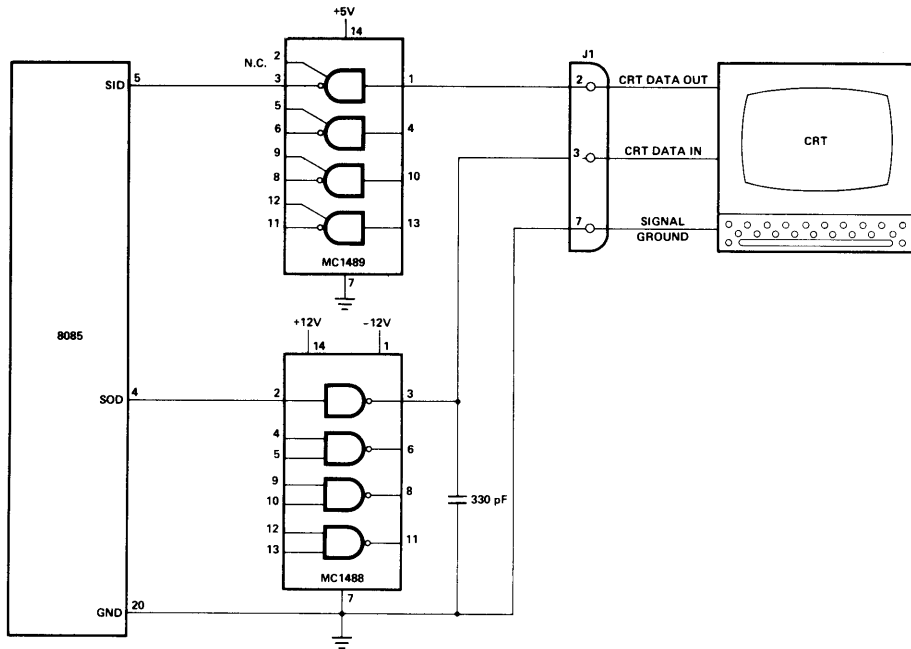 +5V
14
J1
N.C.
2
3
1
5
SID
2
CRT DATA OUT
5
6
4
CRT
9
8
10
3
CRT DATA IN
12
11
13
7
SIGNAL
GROUND
MC1489
7
+12V
-12V
14
1
8085
SOD
4
2
3
4
5
6
9
10
8
330 pF
12
13
11
MC1488
7
GND
20